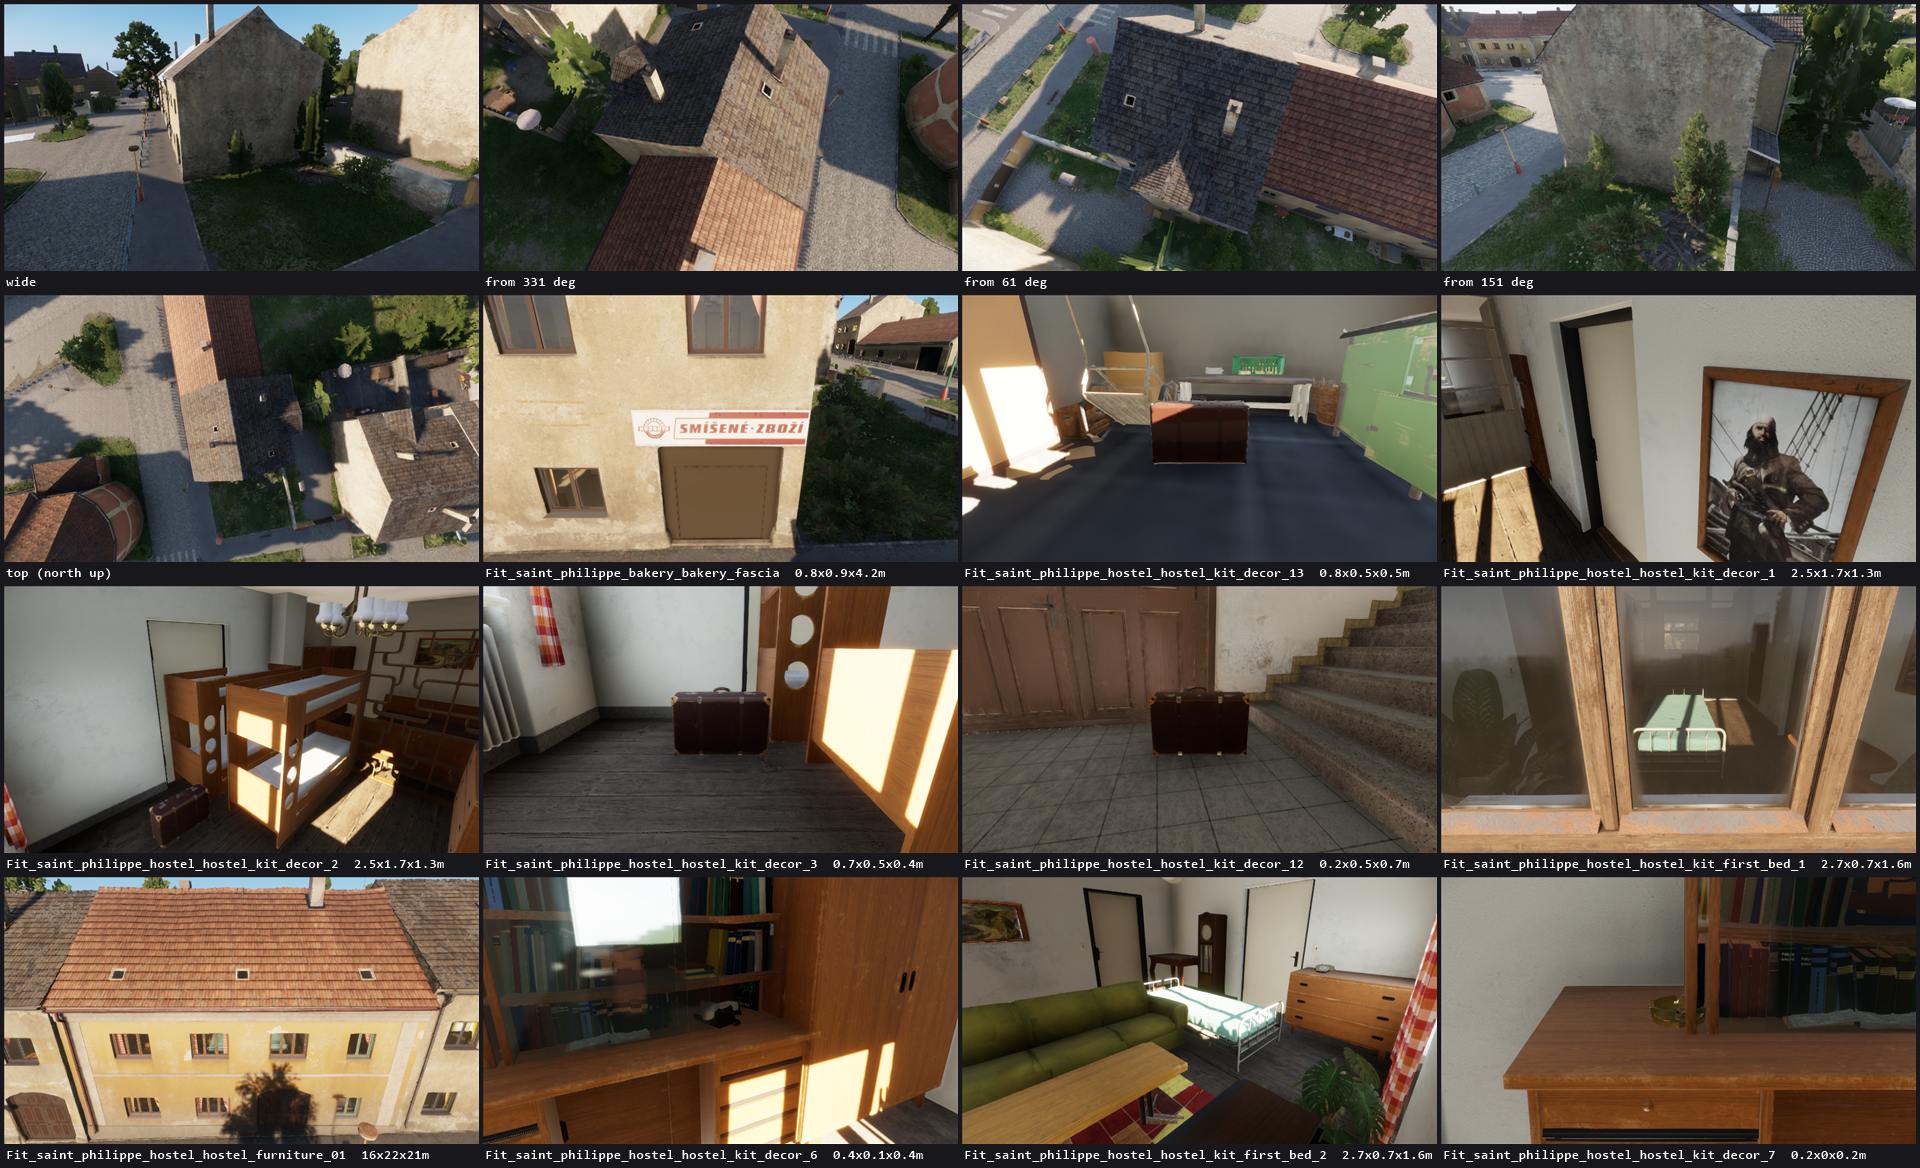 wide
from 331 deg
from 61 deg
from 151 deg
SMÍŠENÉ·ZBOŽÍ
top (north up)
Fit_saint_philippe_bakery_bakery_fascia 0.8x0.9x4.2m
Fit_saint_philippe_hostel_hostel_kit_decor_13 0.8x0.5x0.5m
Fit_saint_philippe_hostel_hostel_kit_decor_1 2.5x1.7x1.3m
Fit_saint_philippe_hostel_hostel_kit_decor_2 2.5x1.7x1.3m
Fit_saint_philippe_hostel_hostel_kit_decor_3 0.7x0.5x0.4m
Fit_saint_philippe_hostel_hostel_kit_decor_12 0.2x0.5x0.7m
Fit_saint_philippe_hostel_hostel_kit_first_bed_1 2.7x0.7x1.6m
Fit_saint_philippe_hostel_hostel_furniture_01 16x22x21m
Fit_saint_philippe_hostel_hostel_kit_decor_6 0.4x0.1x0.4m
Fit_saint_philippe_hostel_hostel_kit_first_bed_2 2.7x0.7x1.6m
Fit_saint_philippe_hostel_hostel_kit_decor_7 0.2x0x0.2m